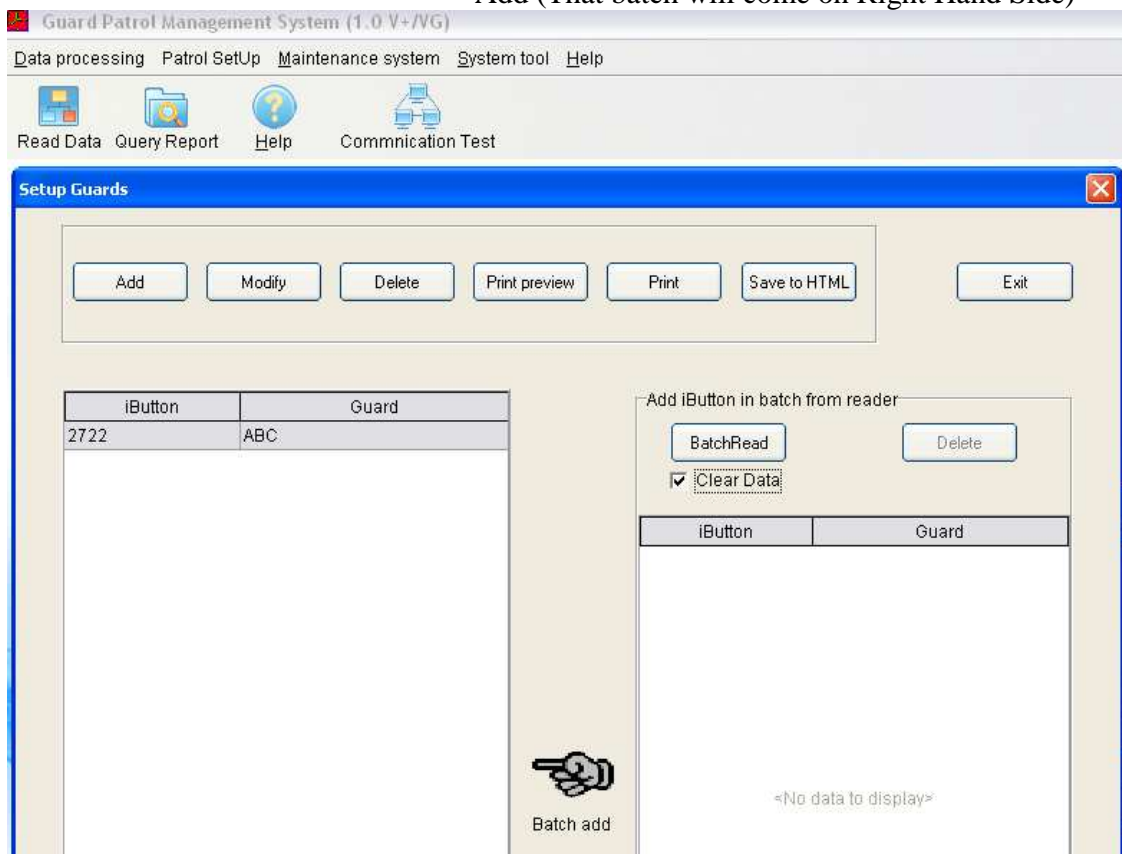 Add (That batch will come on Right Hand Side)
Guard Patrol Management System (1.0 V+/VG)
Data processing Patrol SetUp Maintenance system System tool Help
Read Data Query Report Help Commnication Test
Setup Guards
Add Modify Delete Print preview Print Save to HTML Exit
iButton Guard
2722 ABC
Add iButton in batch from reader
BatchRead Delete
Clear Data
iButton Guard
<No data to display>
Batch add